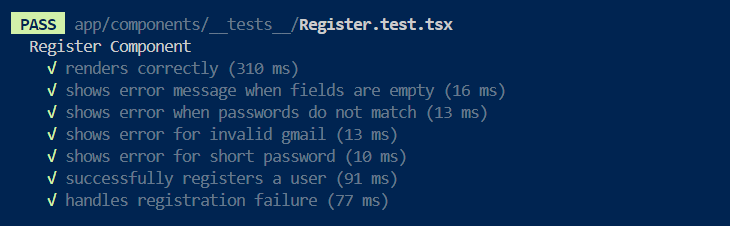 PASS app/components/__tests__/Register.test.tsx
Register Component
√ renders correctly (310 ms)
√ shows error message when fields are empty (16 ms)
√ shows error when passwords do not match (13 ms)
√ shows error for invalid gmail (13 ms)
√ shows error for short password (10 ms)
√ successfully registers a user (91 ms)
√ handles registration failure (77 ms)